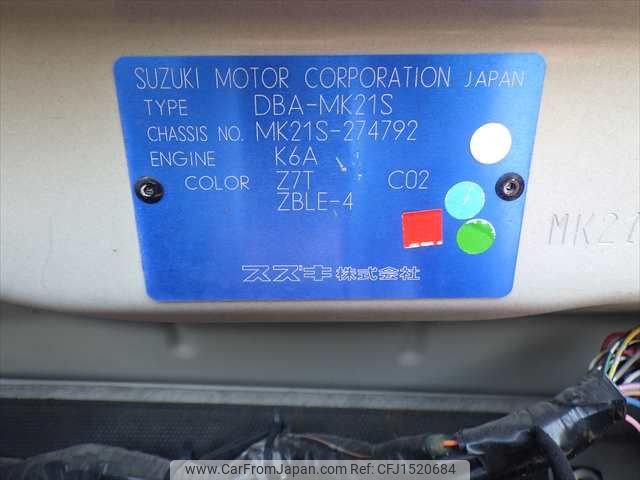 SUZUKI MOTOR CORPORATION JAPAN
TYPE DBA-MK21S
CHASSIS NO. MK21S-274792
ENGINE K6A
COLOR Z7T C02
ZBLE-4
スズキ株式会社
MK21
www.CarFromJapan.com Ref No: CFJ1520684